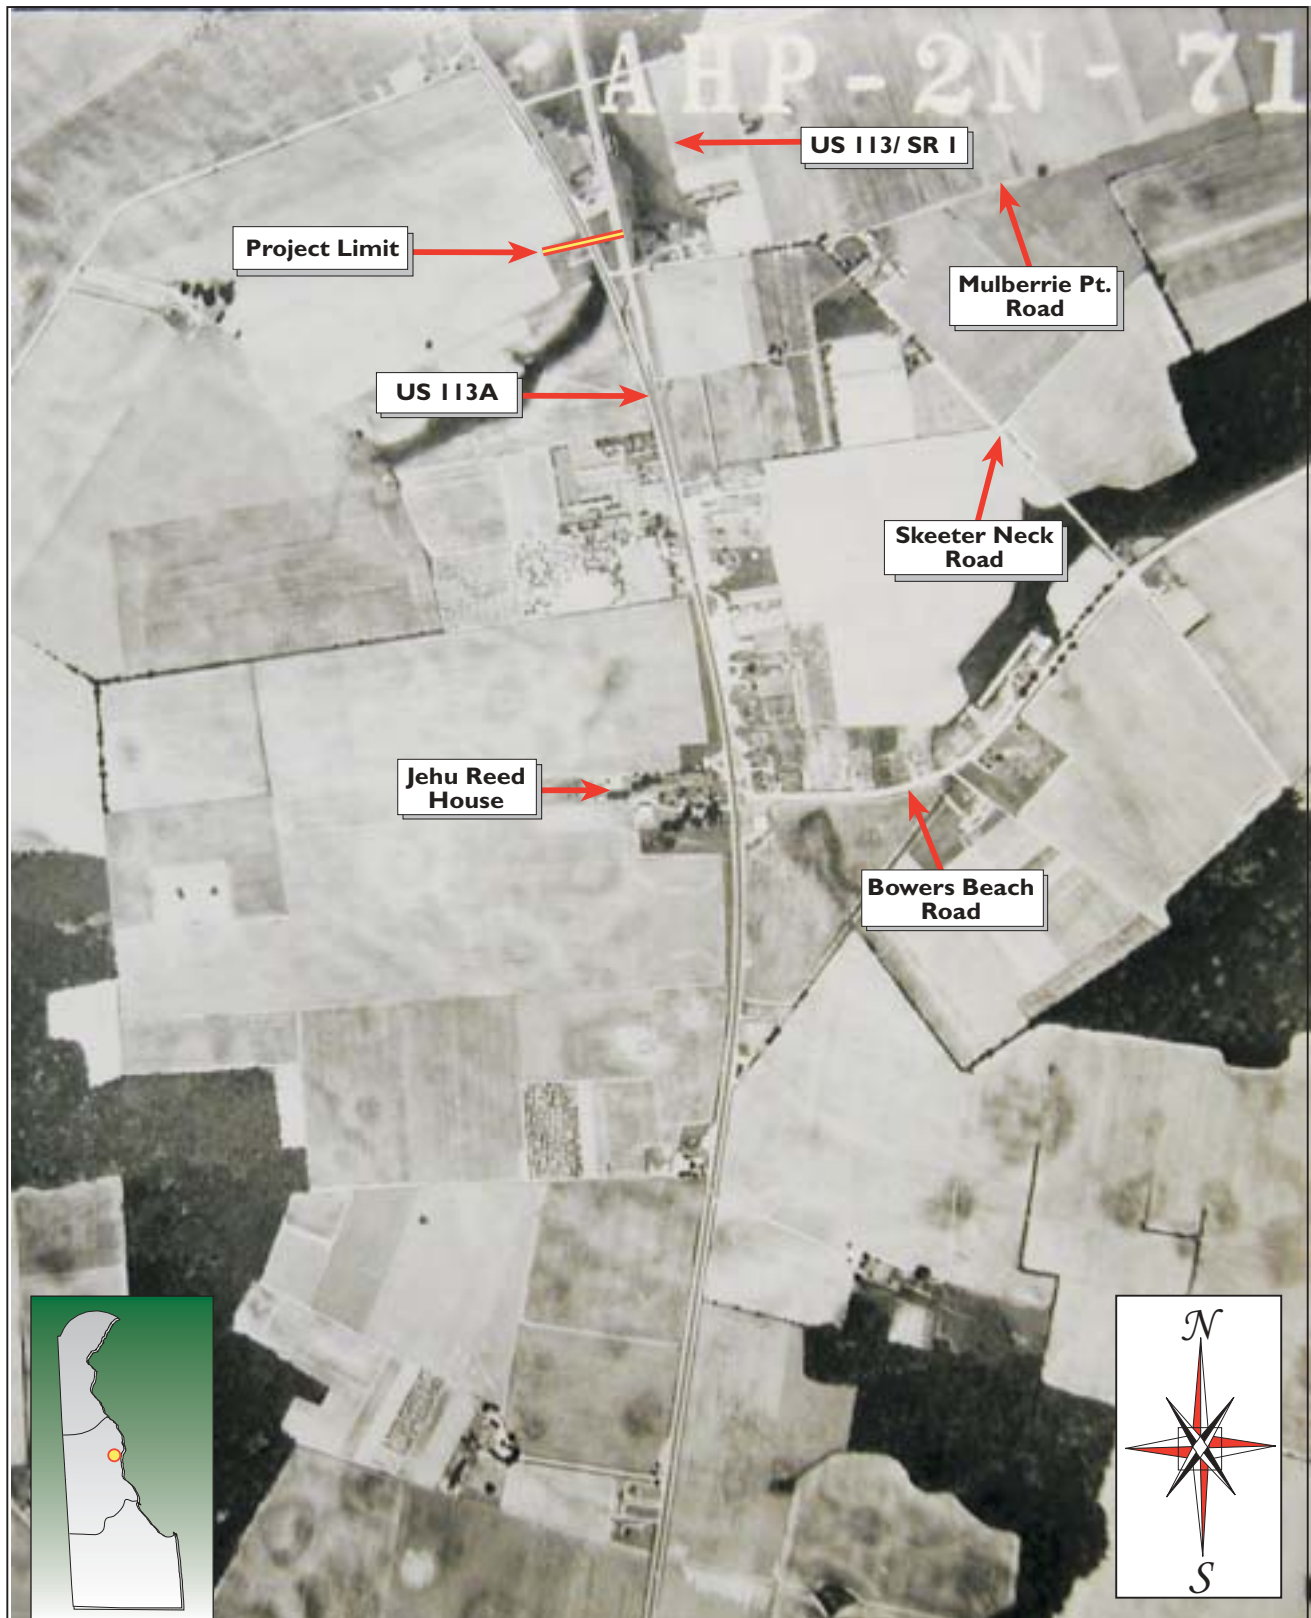 AHP-2N-71
US 113/ SR 1
Project Limit
Mulberrie Pt.
Road
US 113A
Skeeter Neck
Road
Jehu Reed
House
Bowers Beach
Road
N
S